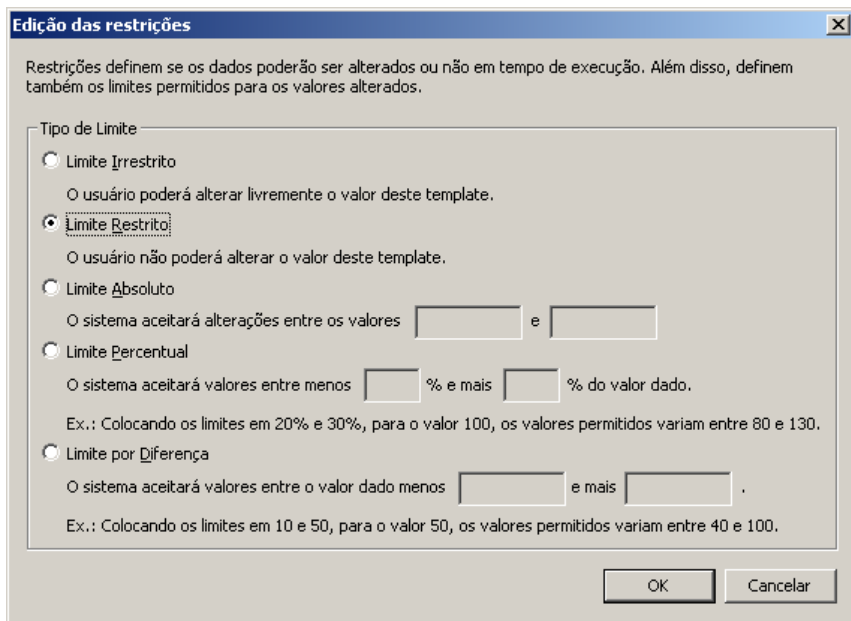 Edição das restrições
Restrições definem se os dados poderão ser alterados ou não em tempo de execução. Além disso, definem
também os limites permitidos para os valores alterados.
Tipo de Limite
Limite Irrestrito
O usuário poderá alterar livremente o valor deste template.
Limite Restrito
O usuário não poderá alterar o valor deste template.
Limite Absoluto
O sistema aceitará alterações entre os valores e
Limite Percentual
O sistema aceitará valores entre menos % e mais % do valor dado.
Ex.: Colocando os limites em 20% e 30%, para o valor 100, os valores permitidos variam entre 80 e 130.
Limite por Diferença
O sistema aceitará valores entre o valor dado menos e mais .
Ex.: Colocando os limites em 10 e 50, para o valor 50, os valores permitidos variam entre 40 e 100.
OK Cancelar